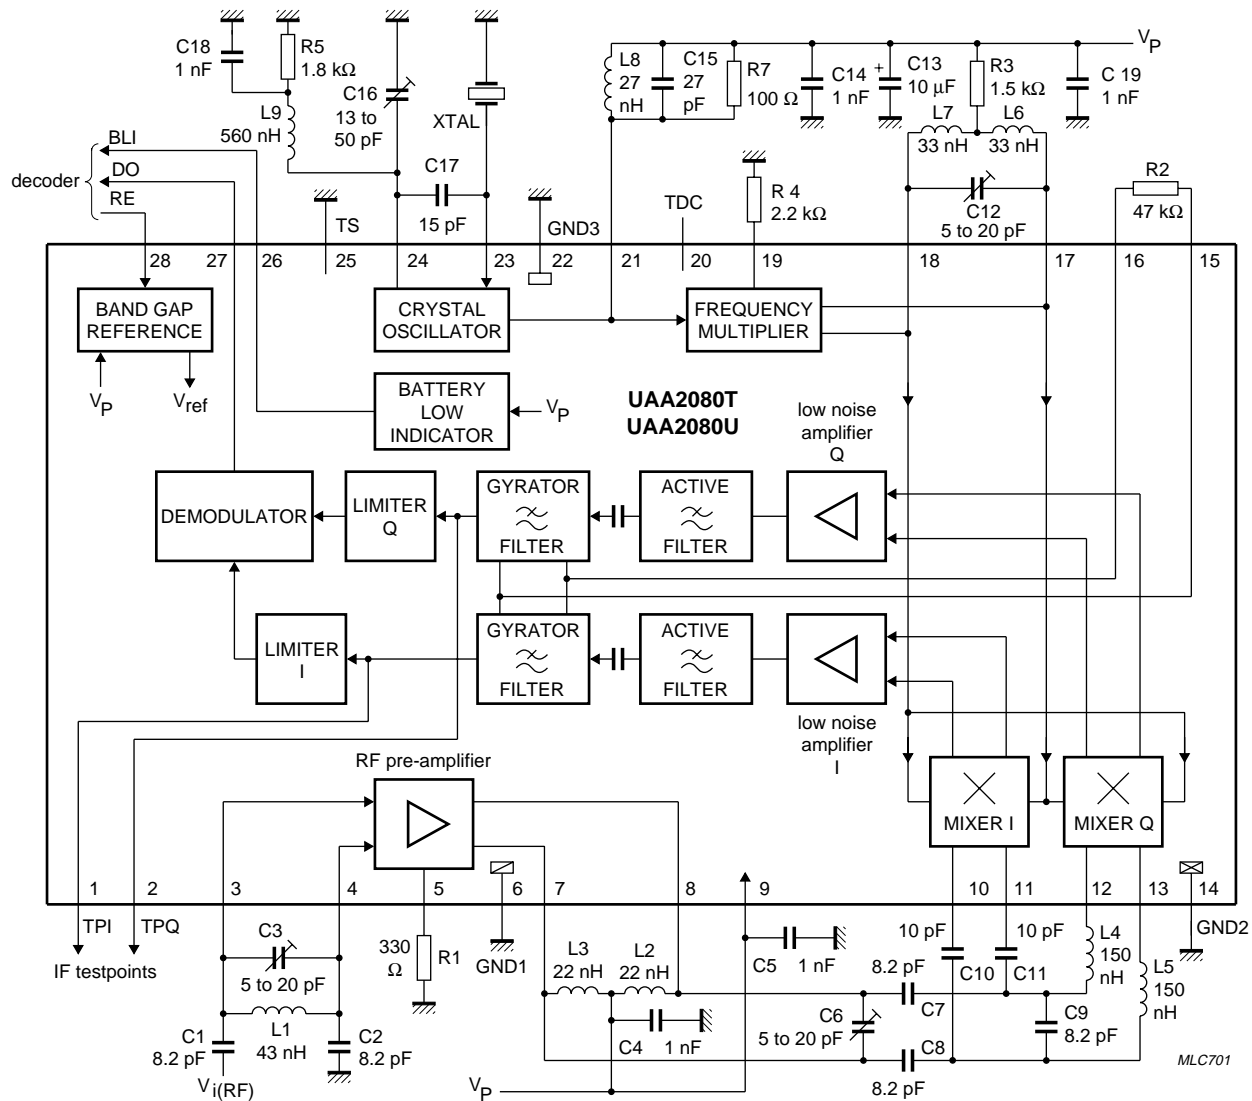 C18
1 nF
R5
1.8 kΩ
C16
13 to
50 pF
XTAL
L9
560 nH
C17
15 pF
L8
27
nH
C15
27
pF
R7
100 Ω
C14
1 nF
+
C13
10 µF
R3
1.5 kΩ
C 19
1 nF
VP
L7
33 nH
L6
33 nH
C12
5 to 20 pF
R2
47 kΩ
R 4
2.2 kΩ
decoder
BLI
DO
RE
TS
GND3
TDC
28
27
26
25
24
23
22
21
20
19
18
17
16
15
BAND GAP
REFERENCE
VP
Vref
CRYSTAL
OSCILLATOR
FREQUENCY
MULTIPLIER
BATTERY
LOW
INDICATOR
VP
UAA2080T
UAA2080U
low noise
amplifier
Q
DEMODULATOR
LIMITER
Q
GYRATOR
FILTER
ACTIVE
FILTER
LIMITER
I
GYRATOR
FILTER
ACTIVE
FILTER
low noise
amplifier
I
RF pre-amplifier
MIXER I
MIXER Q
1
2
3
4
5
6
7
8
9
10
11
12
13
14
TPI
TPQ
IF testpoints
C3
5 to 20 pF
L1
43 nH
C1
8.2 pF
C2
8.2 pF
Vi(RF)
330
Ω
R1
GND1
L3
22 nH
L2
22 nH
C4
1 nF
C5
1 nF
VP
C6
5 to 20 pF
8.2 pF
C7
C8
8.2 pF
10 pF
C10
10 pF
C11
C9
8.2 pF
L4
150
nH
L5
150
nH
GND2
MLC701